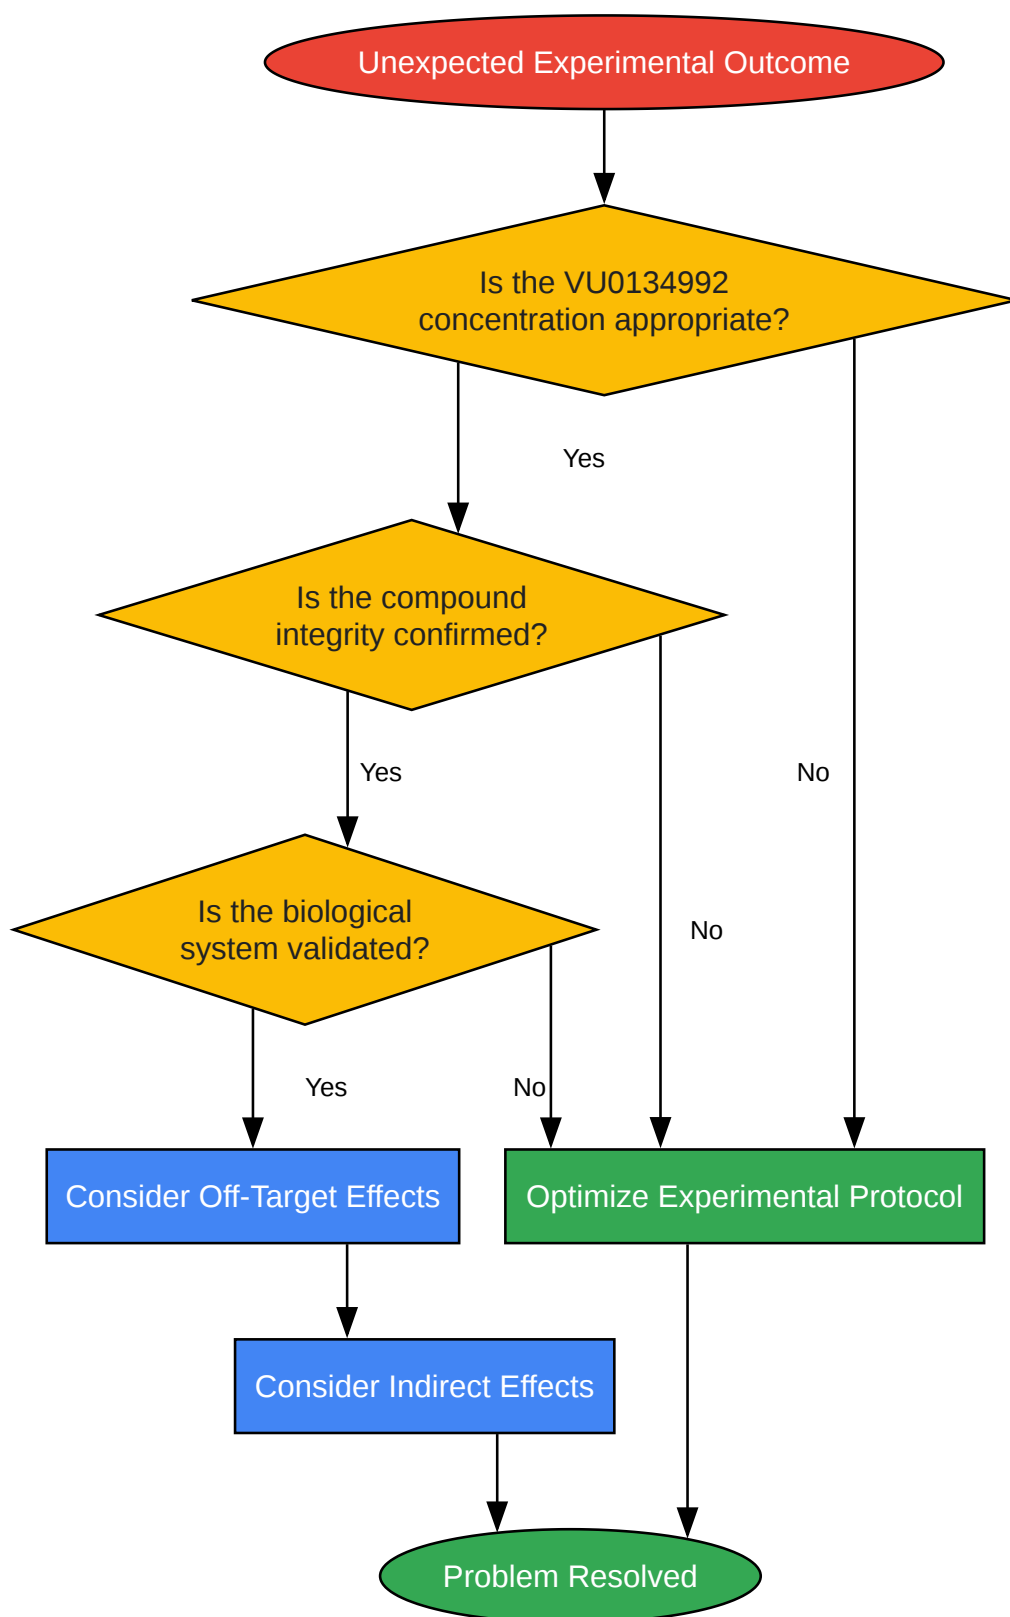 Unexpected Experimental Outcome
Is the VU0134992
concentration appropriate?
Yes
Is the compound
integrity confirmed?
Yes
No
Is the biological
system validated?
No
Yes
No
Consider Off-Target Effects
Optimize Experimental Protocol
Consider Indirect Effects
Problem Resolved